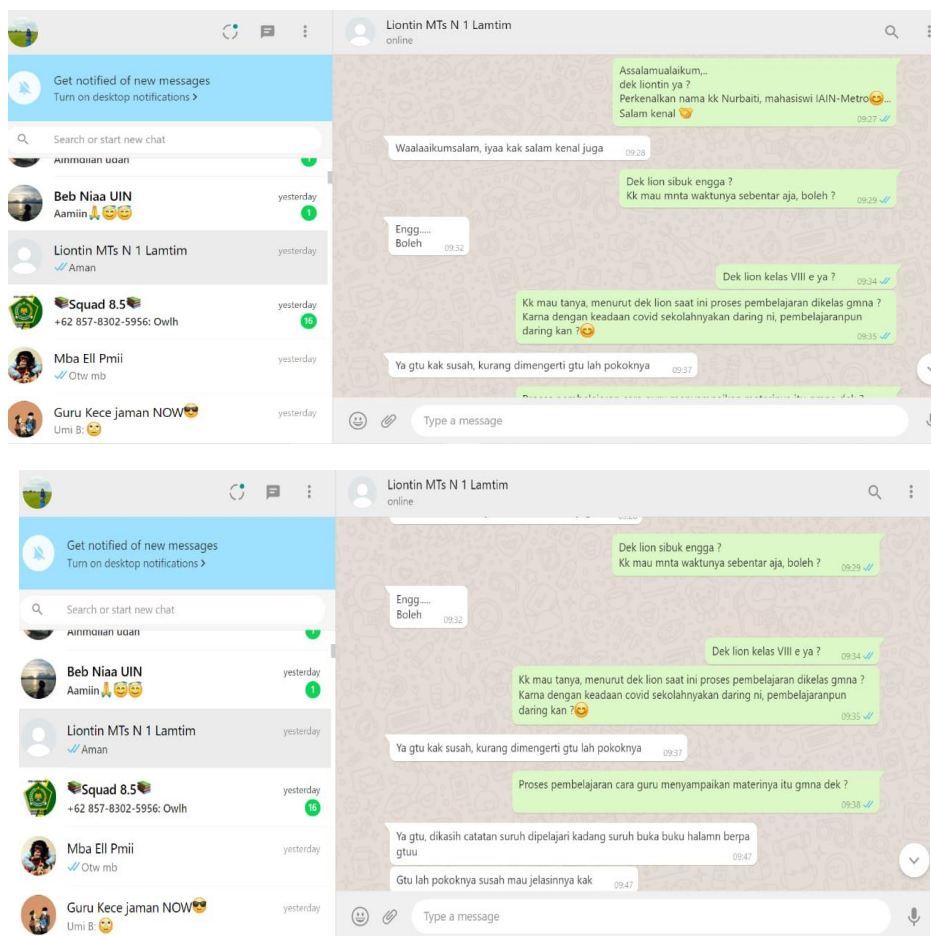 Liontin MTs N 1 Lamtim
online
Get notified of new messages
Turn on desktop notifications >
Search or start new chat
Ainmdilah udah
Beb Niaa UIN
yesterday
Aamiin🙏😇😇
1
Liontin MTs N 1 Lamtim
yesterday
Aman
📚Squad 8.5📚
yesterday
+62 857-8302-5956: Owlh
16
Mba Ell Pmii
yesterday
Otw mb
Guru Kece jaman NOW😎
yesterday
Umi B: 🙄
Assalamualaikum,..
dek liontin ya ?
Perkenalkan nama kk Nurbaiti, mahasiswi IAIN-Metro😊...
Salam kenal 🤝
09:27
Waalaaikumsalam, iyaa kak salam kenal juga
09:28
Dek lion sibuk engga ?
Kk mau mnta waktunya sebentar aja, boleh ?
09:29
Engg.....
Boleh
09:32
Dek lion kelas VIII e ya ?
09:34
Kk mau tanya, menurut dek lion saat ini proses pembelajaran dikelas gmna ?
Karna dengan keadaan covid sekolahnyakan daring ni, pembelajaranpun
daring kan ?😊
09:35
Ya gtu kak susah, kurang dimengerti gtu lah pokoknya
09:37
Proses pembelajaran cara guru menyampaikan materinya itu gmna dek ?
Type a message
Liontin MTs N 1 Lamtim
online
Get notified of new messages
Turn on desktop notifications >
Search or start new chat
Beb Niaa UIN
yesterday
Aamiin🙏😇😇
1
Liontin MTs N 1 Lamtim
yesterday
Aman
📚Squad 8.5📚
yesterday
+62 857-8302-5956: Owlh
16
Mba Ell Pmii
yesterday
Otw mb
Guru Kece jaman NOW😎
yesterday
Umi B: 🙄
09:28
Dek lion sibuk engga ?
Kk mau mnta waktunya sebentar aja, boleh ?
09:29
Engg.....
Boleh
09:32
Dek lion kelas VIII e ya ?
09:34
Kk mau tanya, menurut dek lion saat ini proses pembelajaran dikelas gmna ?
Karna dengan keadaan covid sekolahnyakan daring ni, pembelajaranpun
daring kan ?😊
09:35
Ya gtu kak susah, kurang dimengerti gtu lah pokoknya
09:37
Proses pembelajaran cara guru menyampaikan materinya itu gmna dek ?
09:38
Ya gtu, dikasih catatan suruh dipelajari kadang suruh buka buku halamn berpa
gtuu
09:47
Gtu lah pokoknya susah mau jelasinnya kak
09:47
Type a message